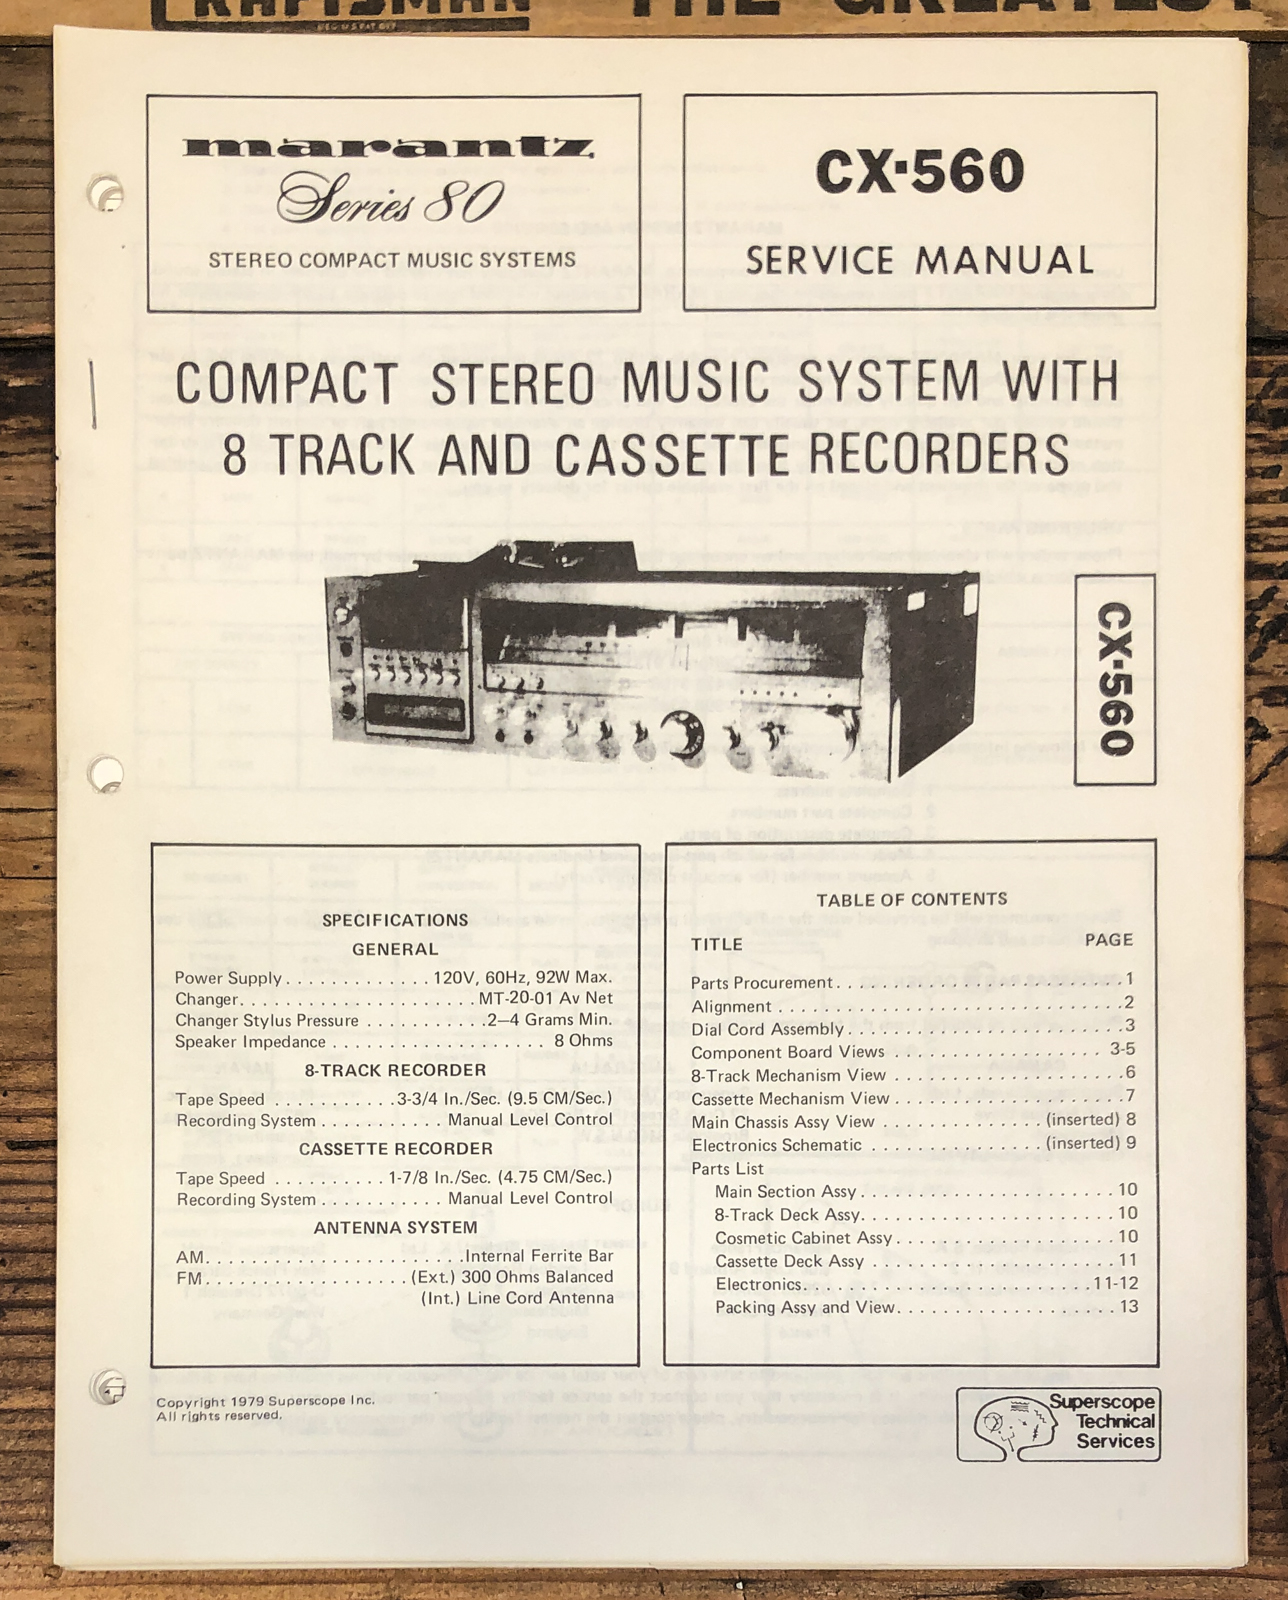 KRAFTSMAN THE GREATEST
REG. U.S. PAT. OFF.
marantz
Series 80
STEREO COMPACT MUSIC SYSTEMS
CX-560
SERVICE MANUAL
COMPACT STEREO MUSIC SYSTEM WITH
8 TRACK AND CASSETTE RECORDERS
CX-560
SPECIFICATIONS
GENERAL
Power Supply . . . . . . . . . . . . . 120V, 60Hz, 92W Max.
Changer. . . . . . . . . . . . . . . . . . . . . MT-20-01 Av Net
Changer Stylus Pressure . . . . . . . . . . . 2–4 Grams Min.
Speaker Impedance . . . . . . . . . . . . . . . . . . . 8 Ohms
8-TRACK RECORDER
Tape Speed . . . . . . . . . . . . 3-3/4 In./Sec. (9.5 CM/Sec.)
Recording System . . . . . . . . . . . Manual Level Control
CASSETTE RECORDER
Tape Speed . . . . . . . . . . 1-7/8 In./Sec. (4.75 CM/Sec.)
Recording System . . . . . . . . . . . . Manual Level Control
ANTENNA SYSTEM
AM. . . . . . . . . . . . . . . . . . . . . . . .Internal Ferrite Bar
FM . . . . . . . . . . . . . . . . . . . (Ext.) 300 Ohms Balanced
(Int.) Line Cord Antenna
TABLE OF CONTENTS
TITLE PAGE
Parts Procurement. . . . . . . . . . . . . . . . . . . . . . . . . . 1
Alignment . . . . . . . . . . . . . . . . . . . . . . . . . . . . . . . 2
Dial Cord Assembly . . . . . . . . . . . . . . . . . . . . . . . . . 3
Component Board Views . . . . . . . . . . . . . . . . . . . 3-5
8-Track Mechanism View . . . . . . . . . . . . . . . . . . . . . 6
Cassette Mechanism View . . . . . . . . . . . . . . . . . . . . . 7
Main Chassis Assy View . . . . . . . . . . . . . . (inserted) 8
Electronics Schematic . . . . . . . . . . . . . . . (inserted) 9
Parts List
Main Section Assy . . . . . . . . . . . . . . . . . . . . . . . 10
8-Track Deck Assy. . . . . . . . . . . . . . . . . . . . . . . 10
Cosmetic Cabinet Assy . . . . . . . . . . . . . . . . . . . . 10
Cassette Deck Assy . . . . . . . . . . . . . . . . . . . . . . 11
Electronics. . . . . . . . . . . . . . . . . . . . . . . . . . 11-12
Packing Assy and View. . . . . . . . . . . . . . . . . . . . 13
Copyright 1979 Superscope Inc.
All rights reserved.
Superscope
Technical
Services